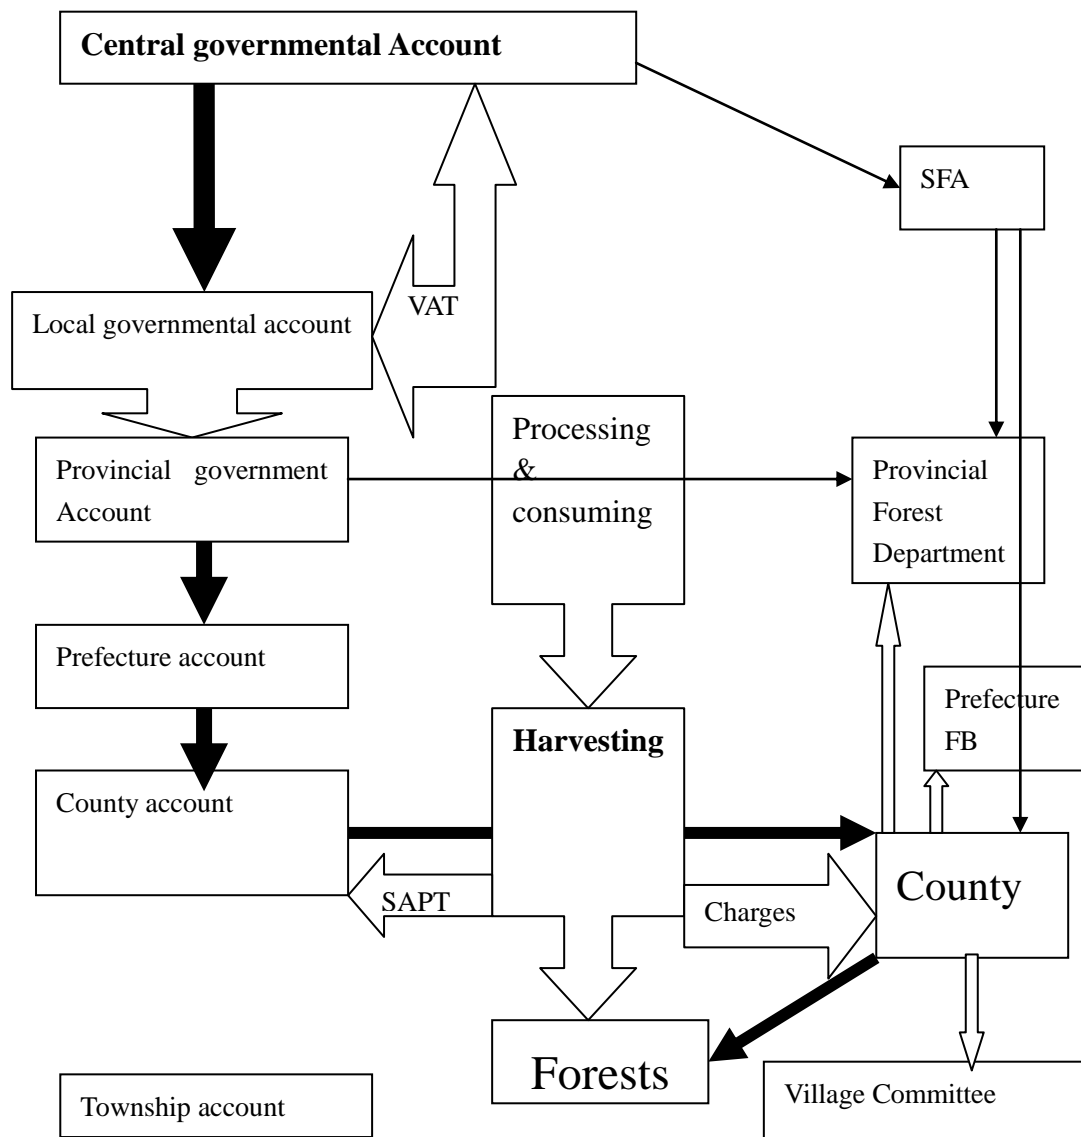 Central governmental Account
SFA
VAT
Local governmental account
Processing
&
consuming
Provincial government
Account
Provincial
Forest
Department
Prefecture account
Prefecture
FB
Harvesting
County account
County
SAPT
Charges
Forests
Township account
Village Committee